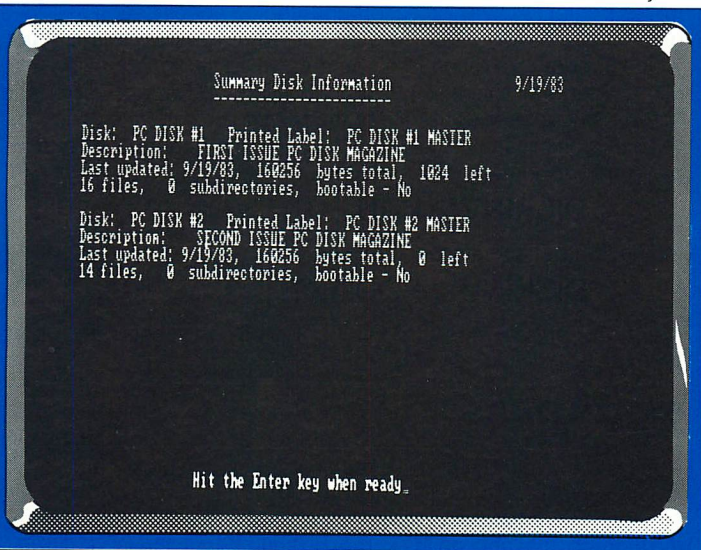 Summary Disk Information 9/19/83
Disk: PC DISK #1 Printed Label: PC DISK #1 MASTER
Description: FIRST ISSUE PC DISK MAGAZINE
Last updated: 9/19/83, 160256 bytes total, 1024 left
16 files, 0 subdirectories, bootable - No
Disk: PC DISK #2 Printed Label: PC DISK #2 MASTER
Description: SECOND ISSUE PC DISK MAGAZINE
Last updated: 9/19/83, 160256 bytes total, 0 left
14 files, 0 subdirectories, bootable - No
Hit the Enter key when ready_